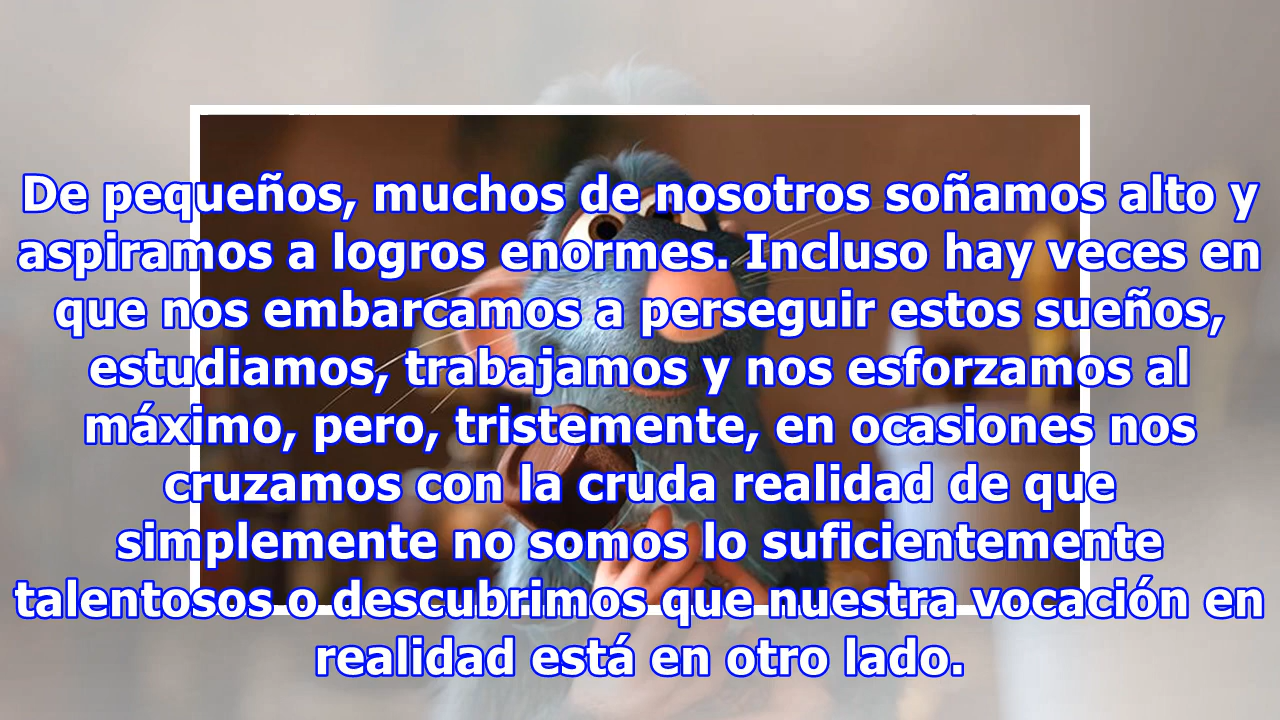 De pequeños, muchos de nosotros soñamos alto y
aspiramos a logros enormes. Incluso hay veces en
que nos embarcamos a perseguir estos sueños,
estudiamos, trabajamos y nos esforzamos al
máximo, pero, tristemente, en ocasiones nos
cruzamos con la cruda realidad de que
simplemente no somos lo suficientemente
talentosos o descubrimos que nuestra vocación en
realidad está en otro lado.